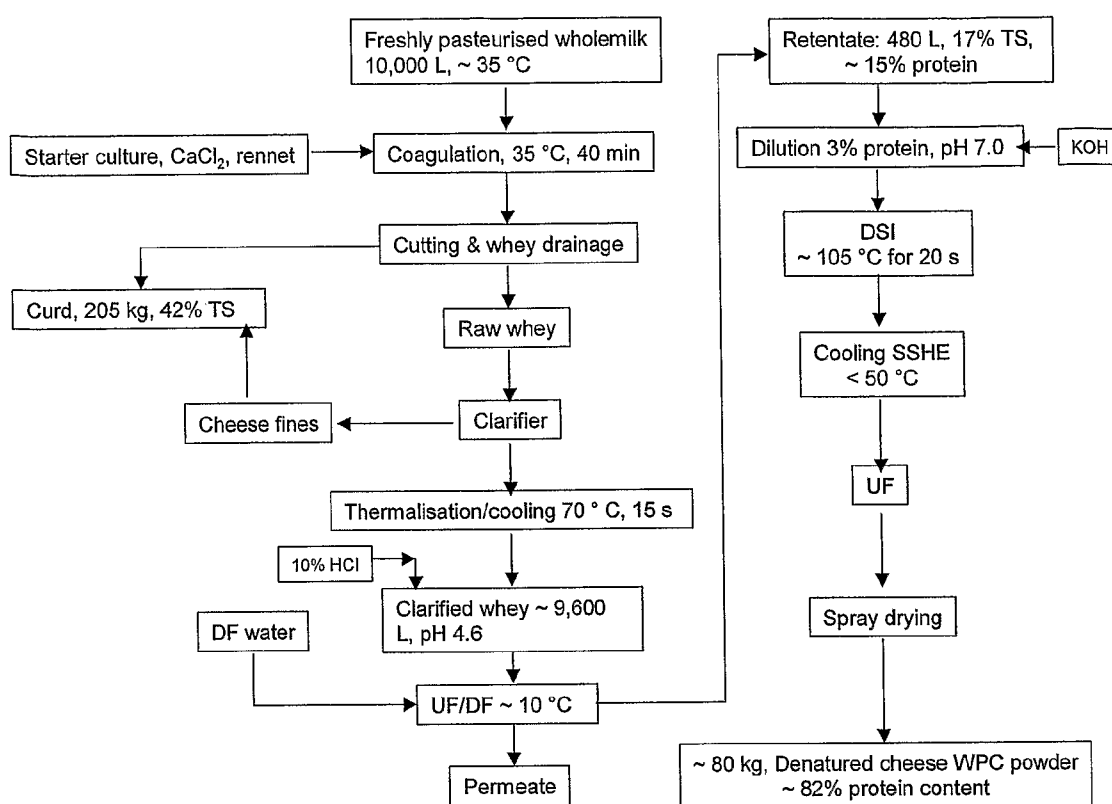 Freshly pasteurised wholemilk
10,000 L, ~ 35 °C
Starter culture, CaCl₂, rennet
Coagulation, 35 °C, 40 min
Cutting & whey drainage
Curd, 205 kg, 42% TS
Raw whey
Cheese fines
Clarifier
Thermalisation/cooling 70 ° C, 15 s
10% HCl
Clarified whey ~ 9,600
L, pH 4.6
DF water
UF/DF ~ 10 °C
Permeate
Retentate: 480 L, 17% TS,
~ 15% protein
Dilution 3% protein, pH 7.0
KOH
DSI
~ 105 °C for 20 s
Cooling SSHE
< 50 °C
UF
Spray drying
~ 80 kg, Denatured cheese WPC powder
~ 82% protein content